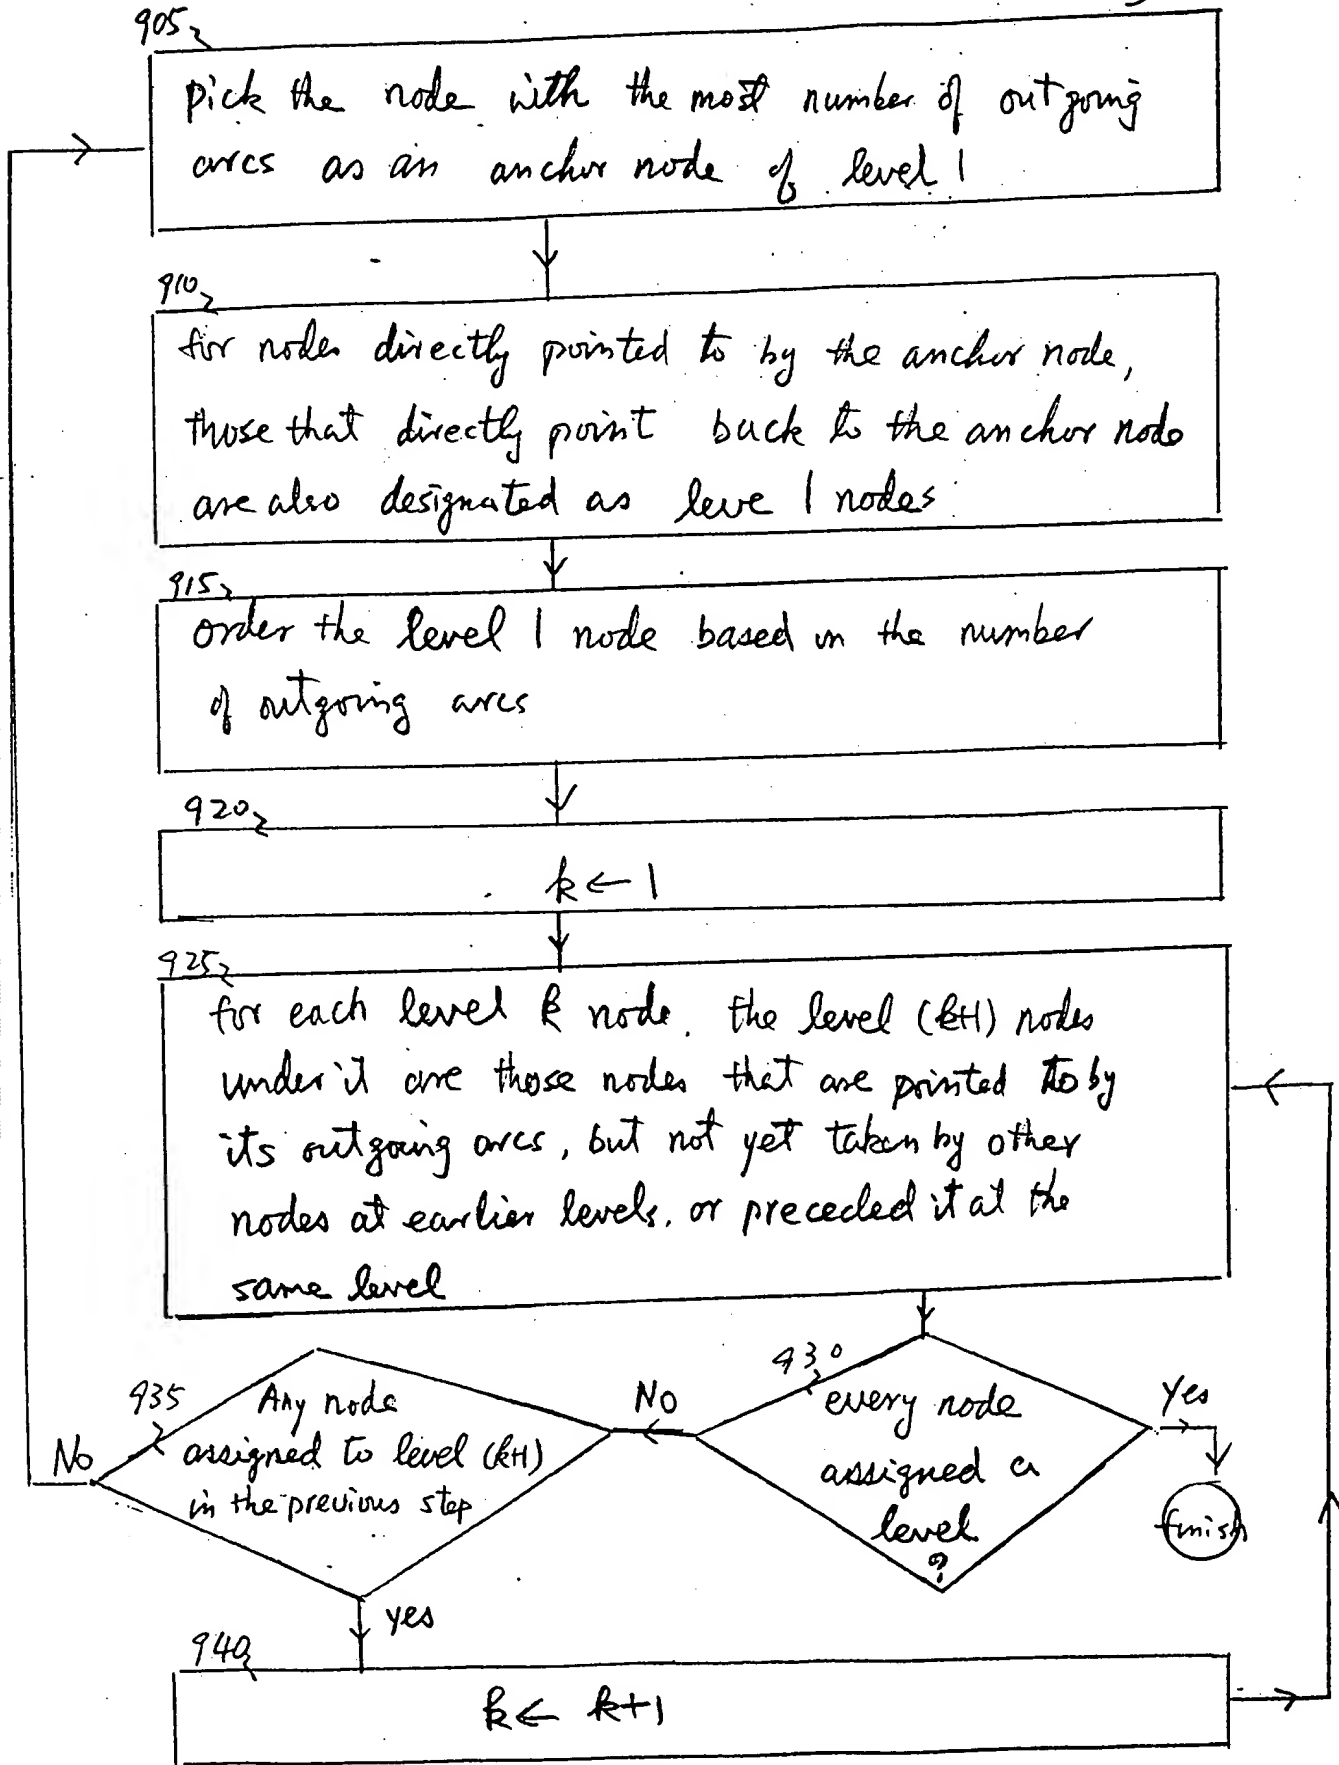 905
pick the node with the most number of outgoing
arcs as an anchor node of level 1
910
for nodes directly pointed to by the anchor node,
those that directly point back to the anchor node
are also designated as leve 1 nodes
915
order the level 1 node based on the number
of outgoing arcs
920
k ← 1
925
for each level k node, the level (k+1) nodes
under it are those nodes that are pointed to by
its outgoing arcs, but not yet taken by other
nodes at earlier levels, or preceded it at the
same level
930
every node
assigned a
level
?
Yes
finish
No
935
Any node
assigned to level (k+1)
in the previous step
No
yes
940
k ← k+1